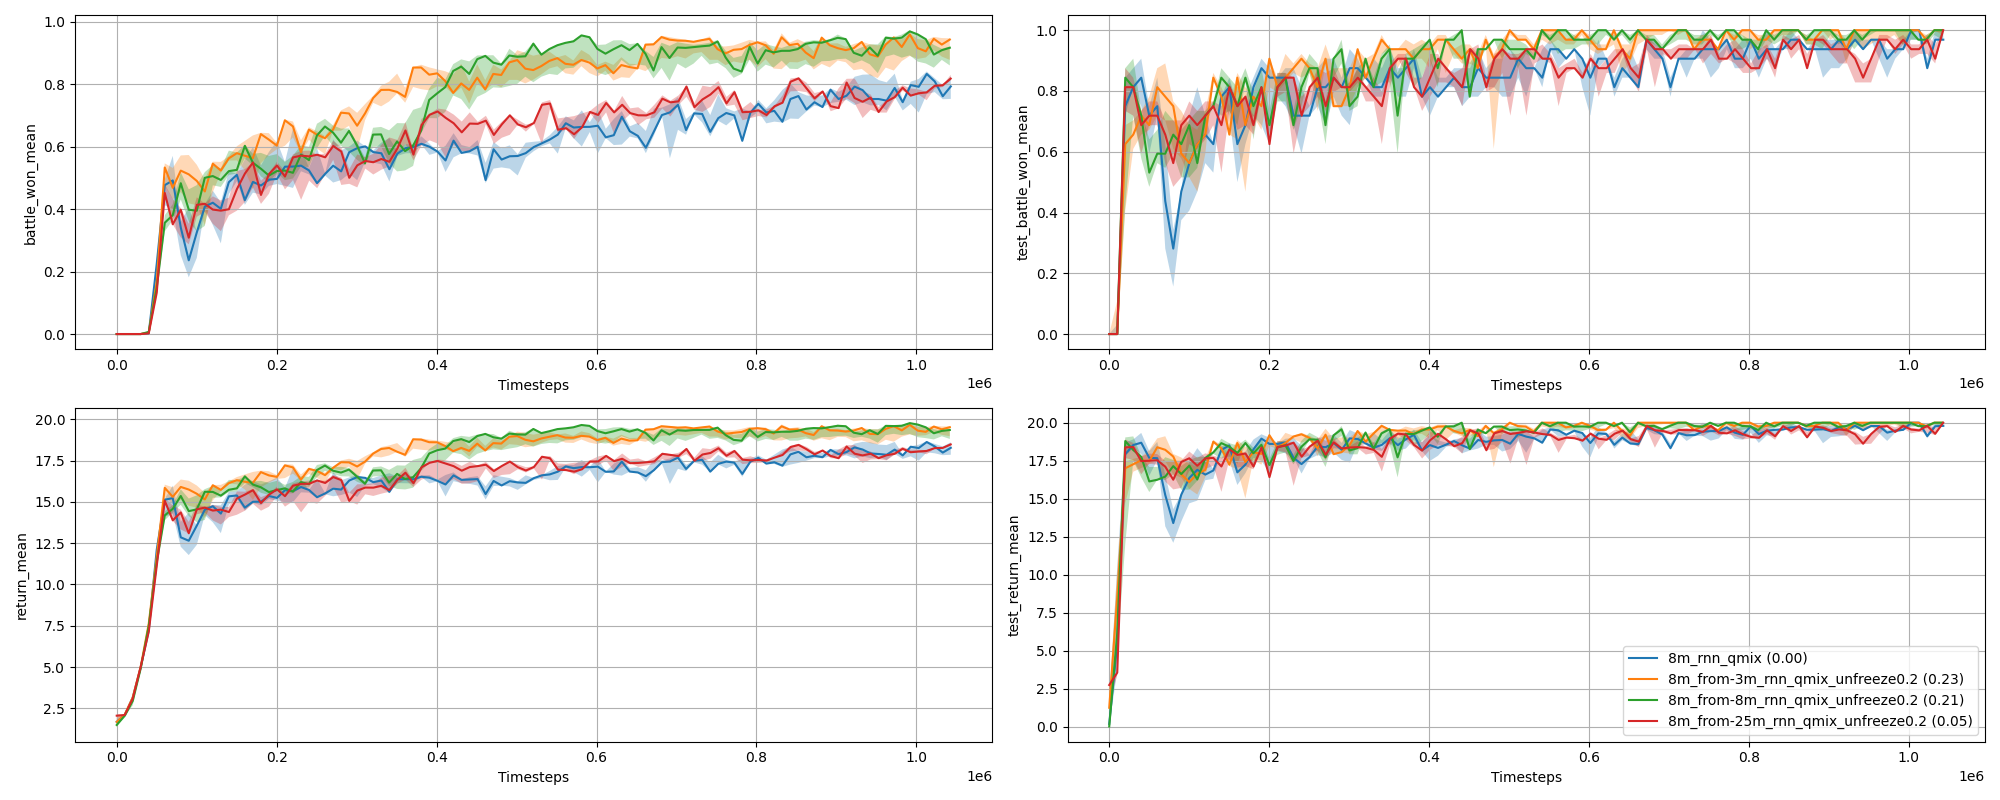 battle_won_mean
1.0
0.8
0.6
0.4
0.2
0.0
0.0 0.2 0.4 0.6 0.8 1.0
1e6
Timesteps
test_battle_won_mean
1.0
0.8
0.6
0.4
0.2
0.0
0.0 0.2 0.4 0.6 0.8 1.0
1e6
Timesteps
return_mean
20.0
17.5
15.0
12.5
10.0
7.5
5.0
2.5
0.0 0.2 0.4 0.6 0.8 1.0
1e6
Timesteps
test_return_mean
20.0
17.5
15.0
12.5
10.0
7.5
5.0
2.5
0.0
8m_rnn_qmix (0.00)
8m_from-3m_rnn_qmix_unfreeze0.2 (0.23)
8m_from-8m_rnn_qmix_unfreeze0.2 (0.21)
8m_from-25m_rnn_qmix_unfreeze0.2 (0.05)
0.0 0.2 0.4 0.6 0.8 1.0
1e6
Timesteps